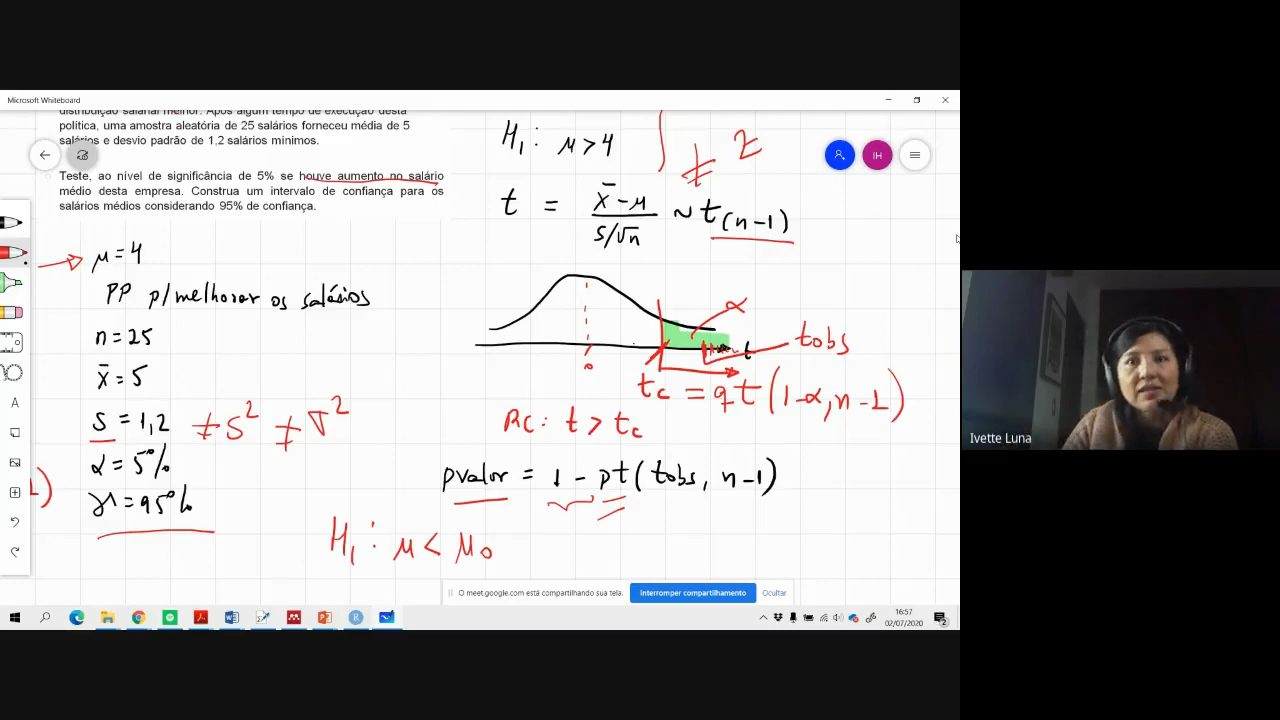 Microsoft Whiteboard
distribuição salarial melhor. Após algum tempo de execução desta
política, uma amostra aleatória de 25 salários forneceu média de 5
salários e desvio padrão de 1,2 salários mínimos.
Teste, ao nível de significância de 5% se houve aumento no salário
médio desta empresa. Construa um intervalo de confiança para os
salários médios considerando 95% de confiança.
μ = 4
PP p/melhorar os salários
n = 25
x̄ = 5
s = 1,2 ≠ S² ≠ σ²
α = 5%
γ = 95%
H₁: μ > 4
≠ Z
t = x̄ - μ / s/√n ~ t(n-1)
α
tobs
0
t
tc = qt(1-α, n-1)
RC: t > tc
pvalor = 1 - pt(tobs, n-1)
H₁: μ < μ₀
IH
A
O meet.google.com está compartilhando sua tela.
Interromper compartilhamento
Ocultar
16:57
02/07/2020
2
Ivette Luna